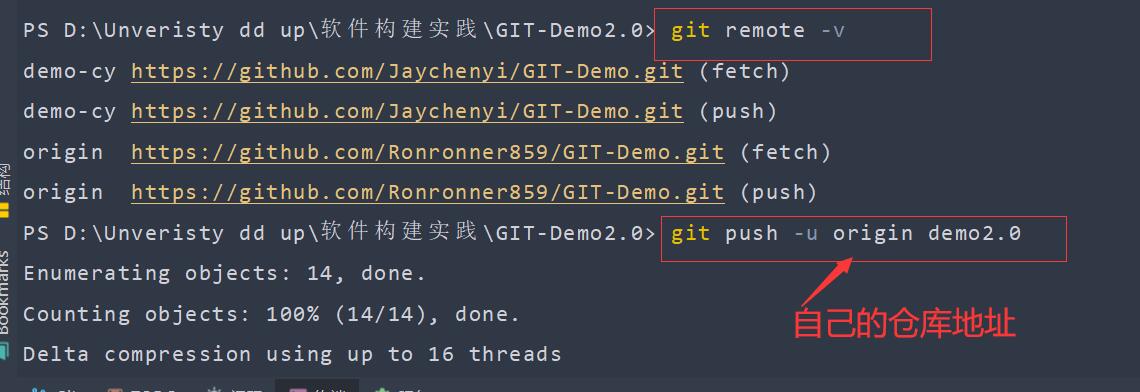 PS D:\Unveristy dd up\软件构建实践\GIT-Demo2.0> git remote -v
demo-cy https://github.com/Jaychenyi/GIT-Demo.git (fetch)
demo-cy https://github.com/Jaychenyi/GIT-Demo.git (push)
origin  https://github.com/Ronronner859/GIT-Demo.git (fetch)
origin  https://github.com/Ronronner859/GIT-Demo.git (push)
PS D:\Unveristy dd up\软件构建实践\GIT-Demo2.0> git push -u origin demo2.0
Enumerating objects: 14, done.
Counting objects: 100% (14/14), done.
自己的仓库地址
Delta compression using up to 16 threads
结构
Bookmarks